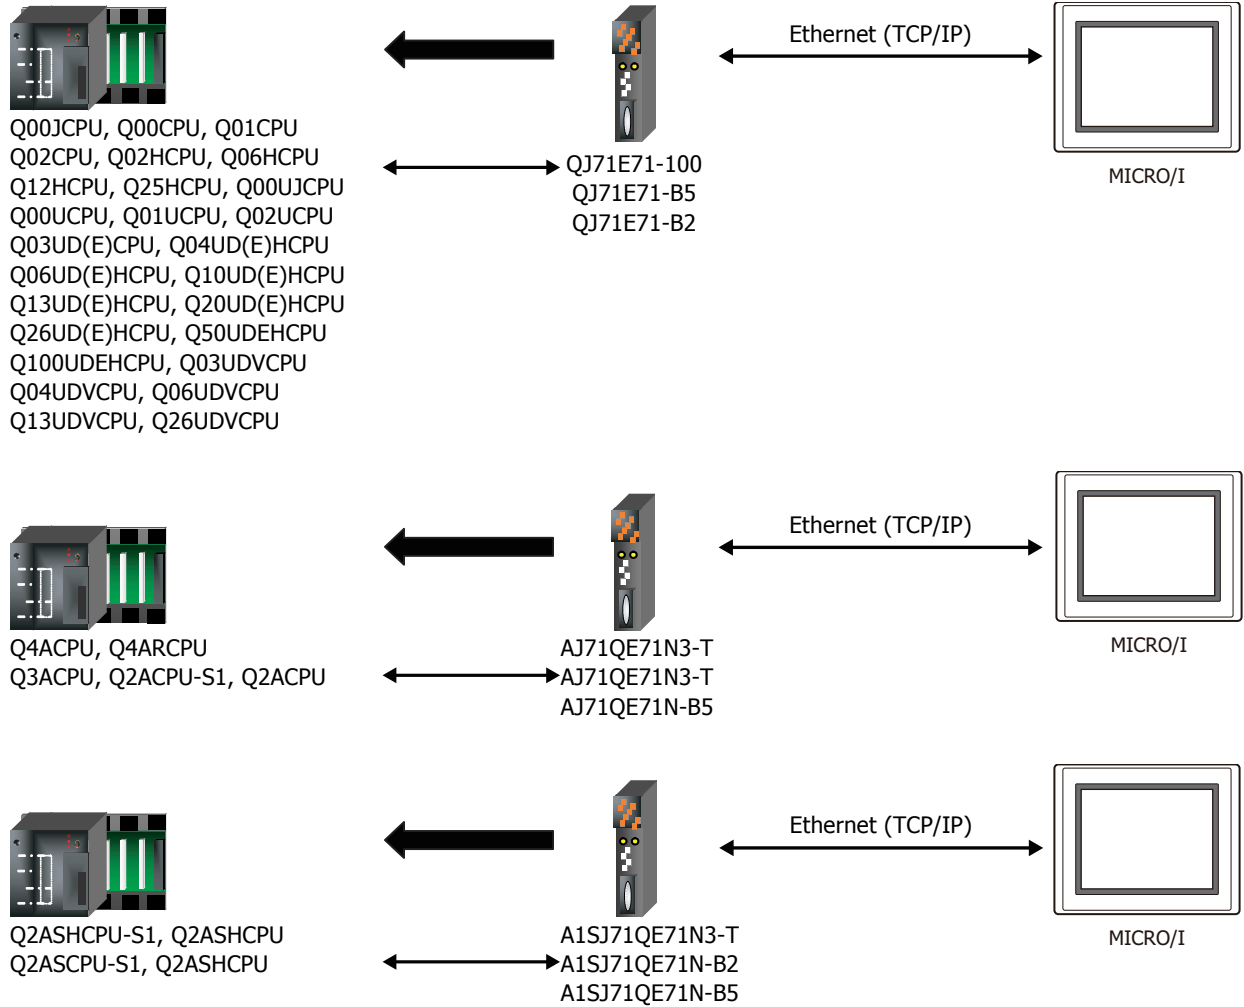 Ethernet (TCP/IP)
Q00JCPU, Q00CPU, Q01CPU
Q02CPU, Q02HCPU, Q06HCPU
Q12HCPU, Q25HCPU, Q00UJCPU
Q00UCPU, Q01UCPU, Q02UCPU
Q03UD(E)CPU, Q04UD(E)HCPU
Q06UD(E)HCPU, Q10UD(E)HCPU
Q13UD(E)HCPU, Q20UD(E)HCPU
Q26UD(E)HCPU, Q50UDEHCPU
Q100UDEHCPU, Q03UDVCPU
Q04UDVCPU, Q06UDVCPU
Q13UDVCPU, Q26UDVCPU
QJ71E71-100
QJ71E71-B5
QJ71E71-B2
MICRO/I
Ethernet (TCP/IP)
Q4ACPU, Q4ARCPU
Q3ACPU, Q2ACPU-S1, Q2ACPU
AJ71QE71N3-T
AJ71QE71N3-T
AJ71QE71N-B5
MICRO/I
Ethernet (TCP/IP)
Q2ASHCPU-S1, Q2ASHCPU
Q2ASCPU-S1, Q2ASHCPU
A1SJ71QE71N3-T
A1SJ71QE71N-B2
A1SJ71QE71N-B5
MICRO/I